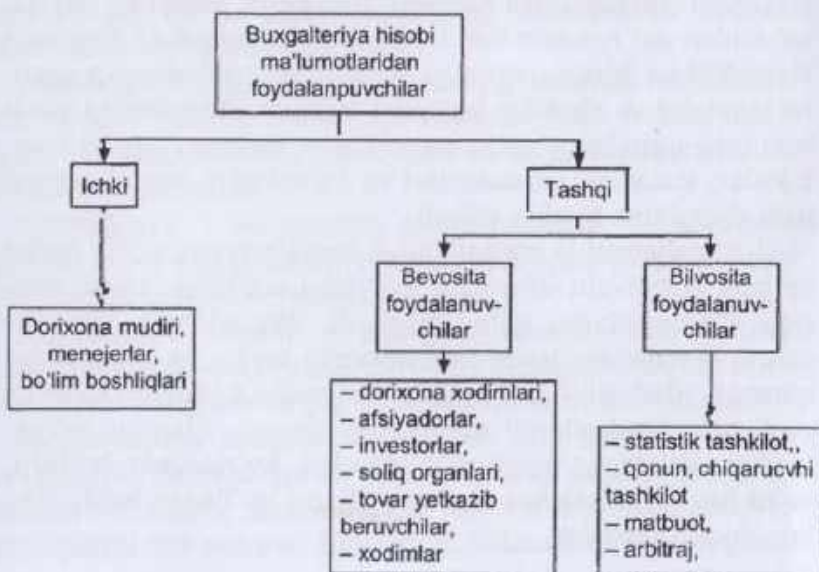 Buxgalteriya hisobi
ma'lumotlaridan
foydalanpuvchilar
Ichki
Tashqi
Dorixona mudiri,
menejerlar,
bo'lim boshliqlari
Bevosita
foydalanuv-
chilar
Bilvosita
foydalanuv-
chilar
– dorixona xodimlari,
– afsiyadorlar,
– investorlar,
– soliq organlari,
– tovar yetkazib
beruvchilar,
– xodimlar
– statistik tashkilot,,
– qonun, chiqarucvhi
tashkilot
– matbuot,
– arbitraj,